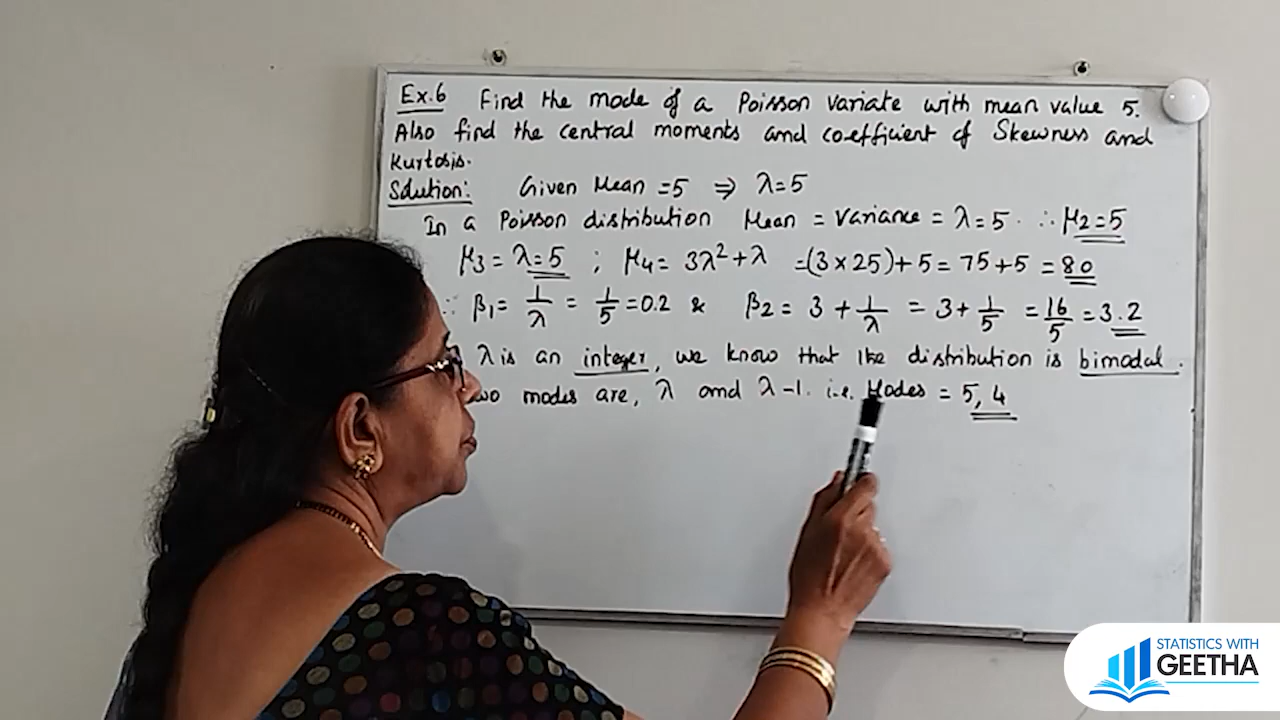 Ex.6 Find the mode of a Poisson variate with mean value 5.
Also find the central moments and coefficient of Skewness and
Kurtosis.
Solution: Given Mean = 5 ⇒ λ = 5
In a Poisson distribution Mean = Variance = λ = 5 . ∴ μ2 = 5
μ3 = λ = 5 ; μ4 = 3λ² + λ = (3 × 25) + 5 = 75 + 5 = 80
∴ β1 = 1/λ = 1/5 = 0.2 & β2 = 3 + 1/λ = 3 + 1/5 = 16/5 = 3.2
λ is an integer, we know that the distribution is bimodal.
modes are, λ and λ-1. i.e. Modes = 5, 4
STATISTICS WITH
GEETHA